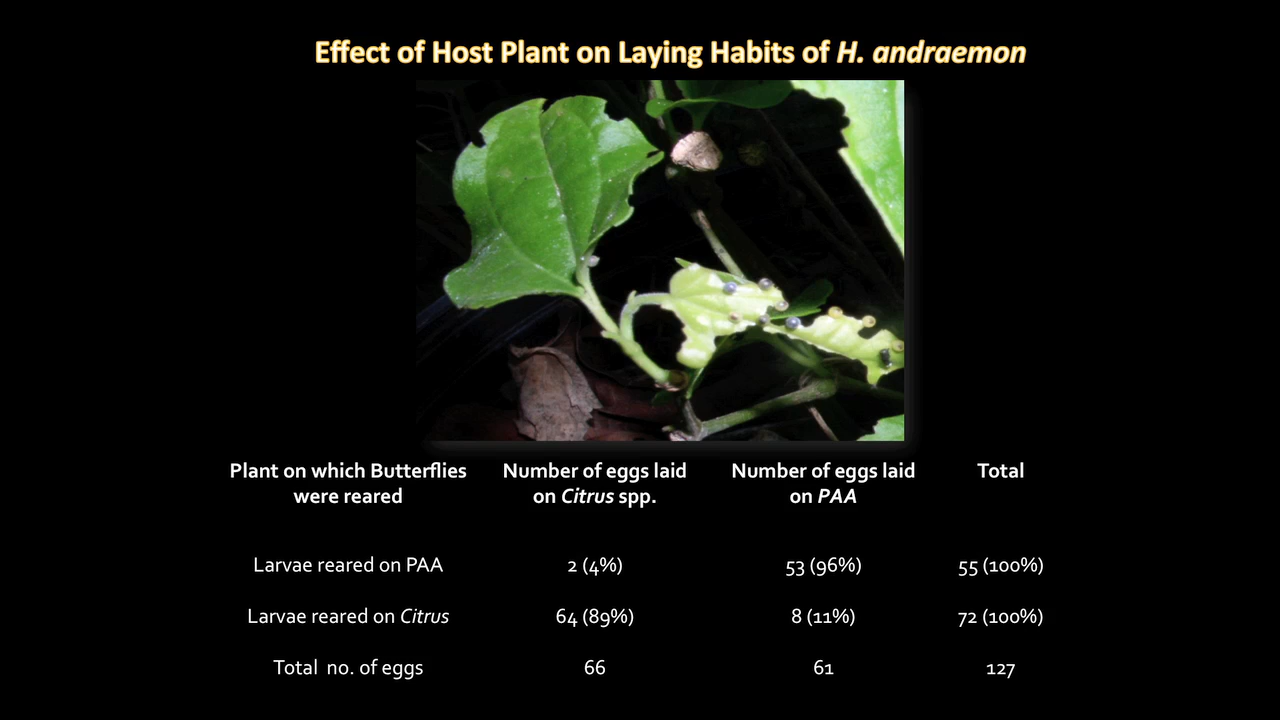 Effect of Host Plant on Laying Habits of H. andraemon
Plant on which Butterflies were reared Number of eggs laid on Citrus spp. Number of eggs laid on PAA Total
Larvae reared on PAA 2 (4%) 53 (96%) 55 (100%)
Larvae reared on Citrus 64 (89%) 8 (11%) 72 (100%)
Total no. of eggs 66 61 127